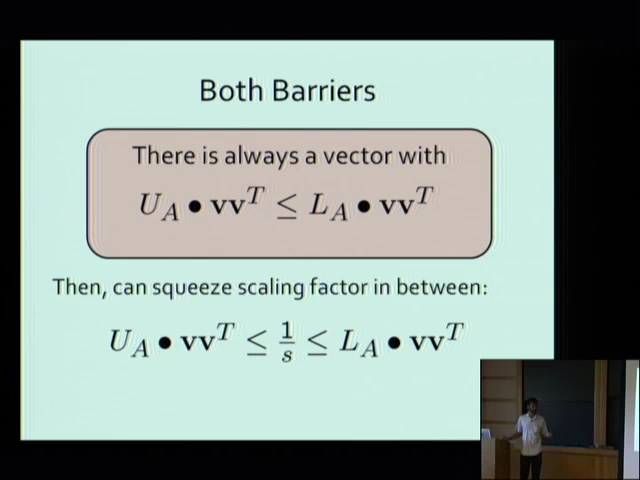 Both Barriers
There is always a vector with
U_A • vv^T ≤ L_A • vv^T
Then, can squeeze scaling factor in between:
U_A • vv^T ≤ 1/s ≤ L_A • vv^T